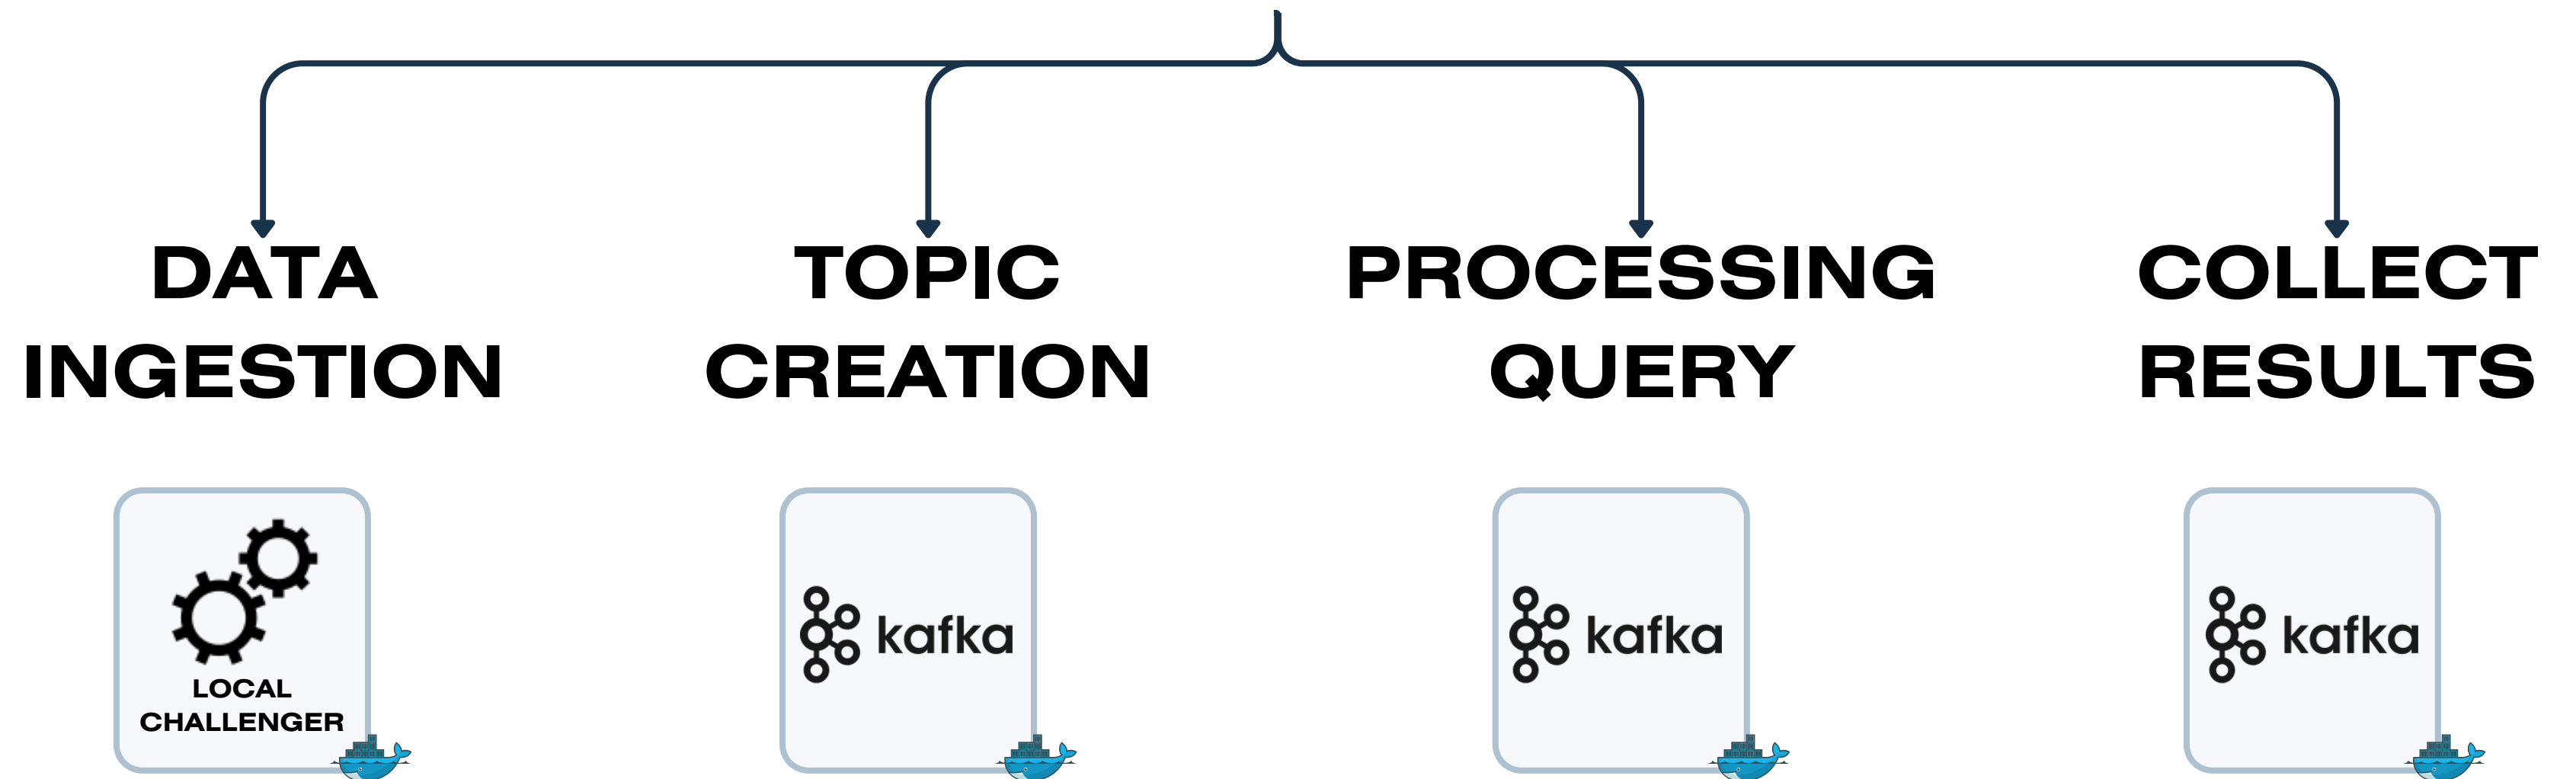 DATA
INGESTION
TOPIC
CREATION
PROCESSING
QUERY
COLLECT
RESULTS
LOCAL
CHALLENGER
kafka
kafka
kafka